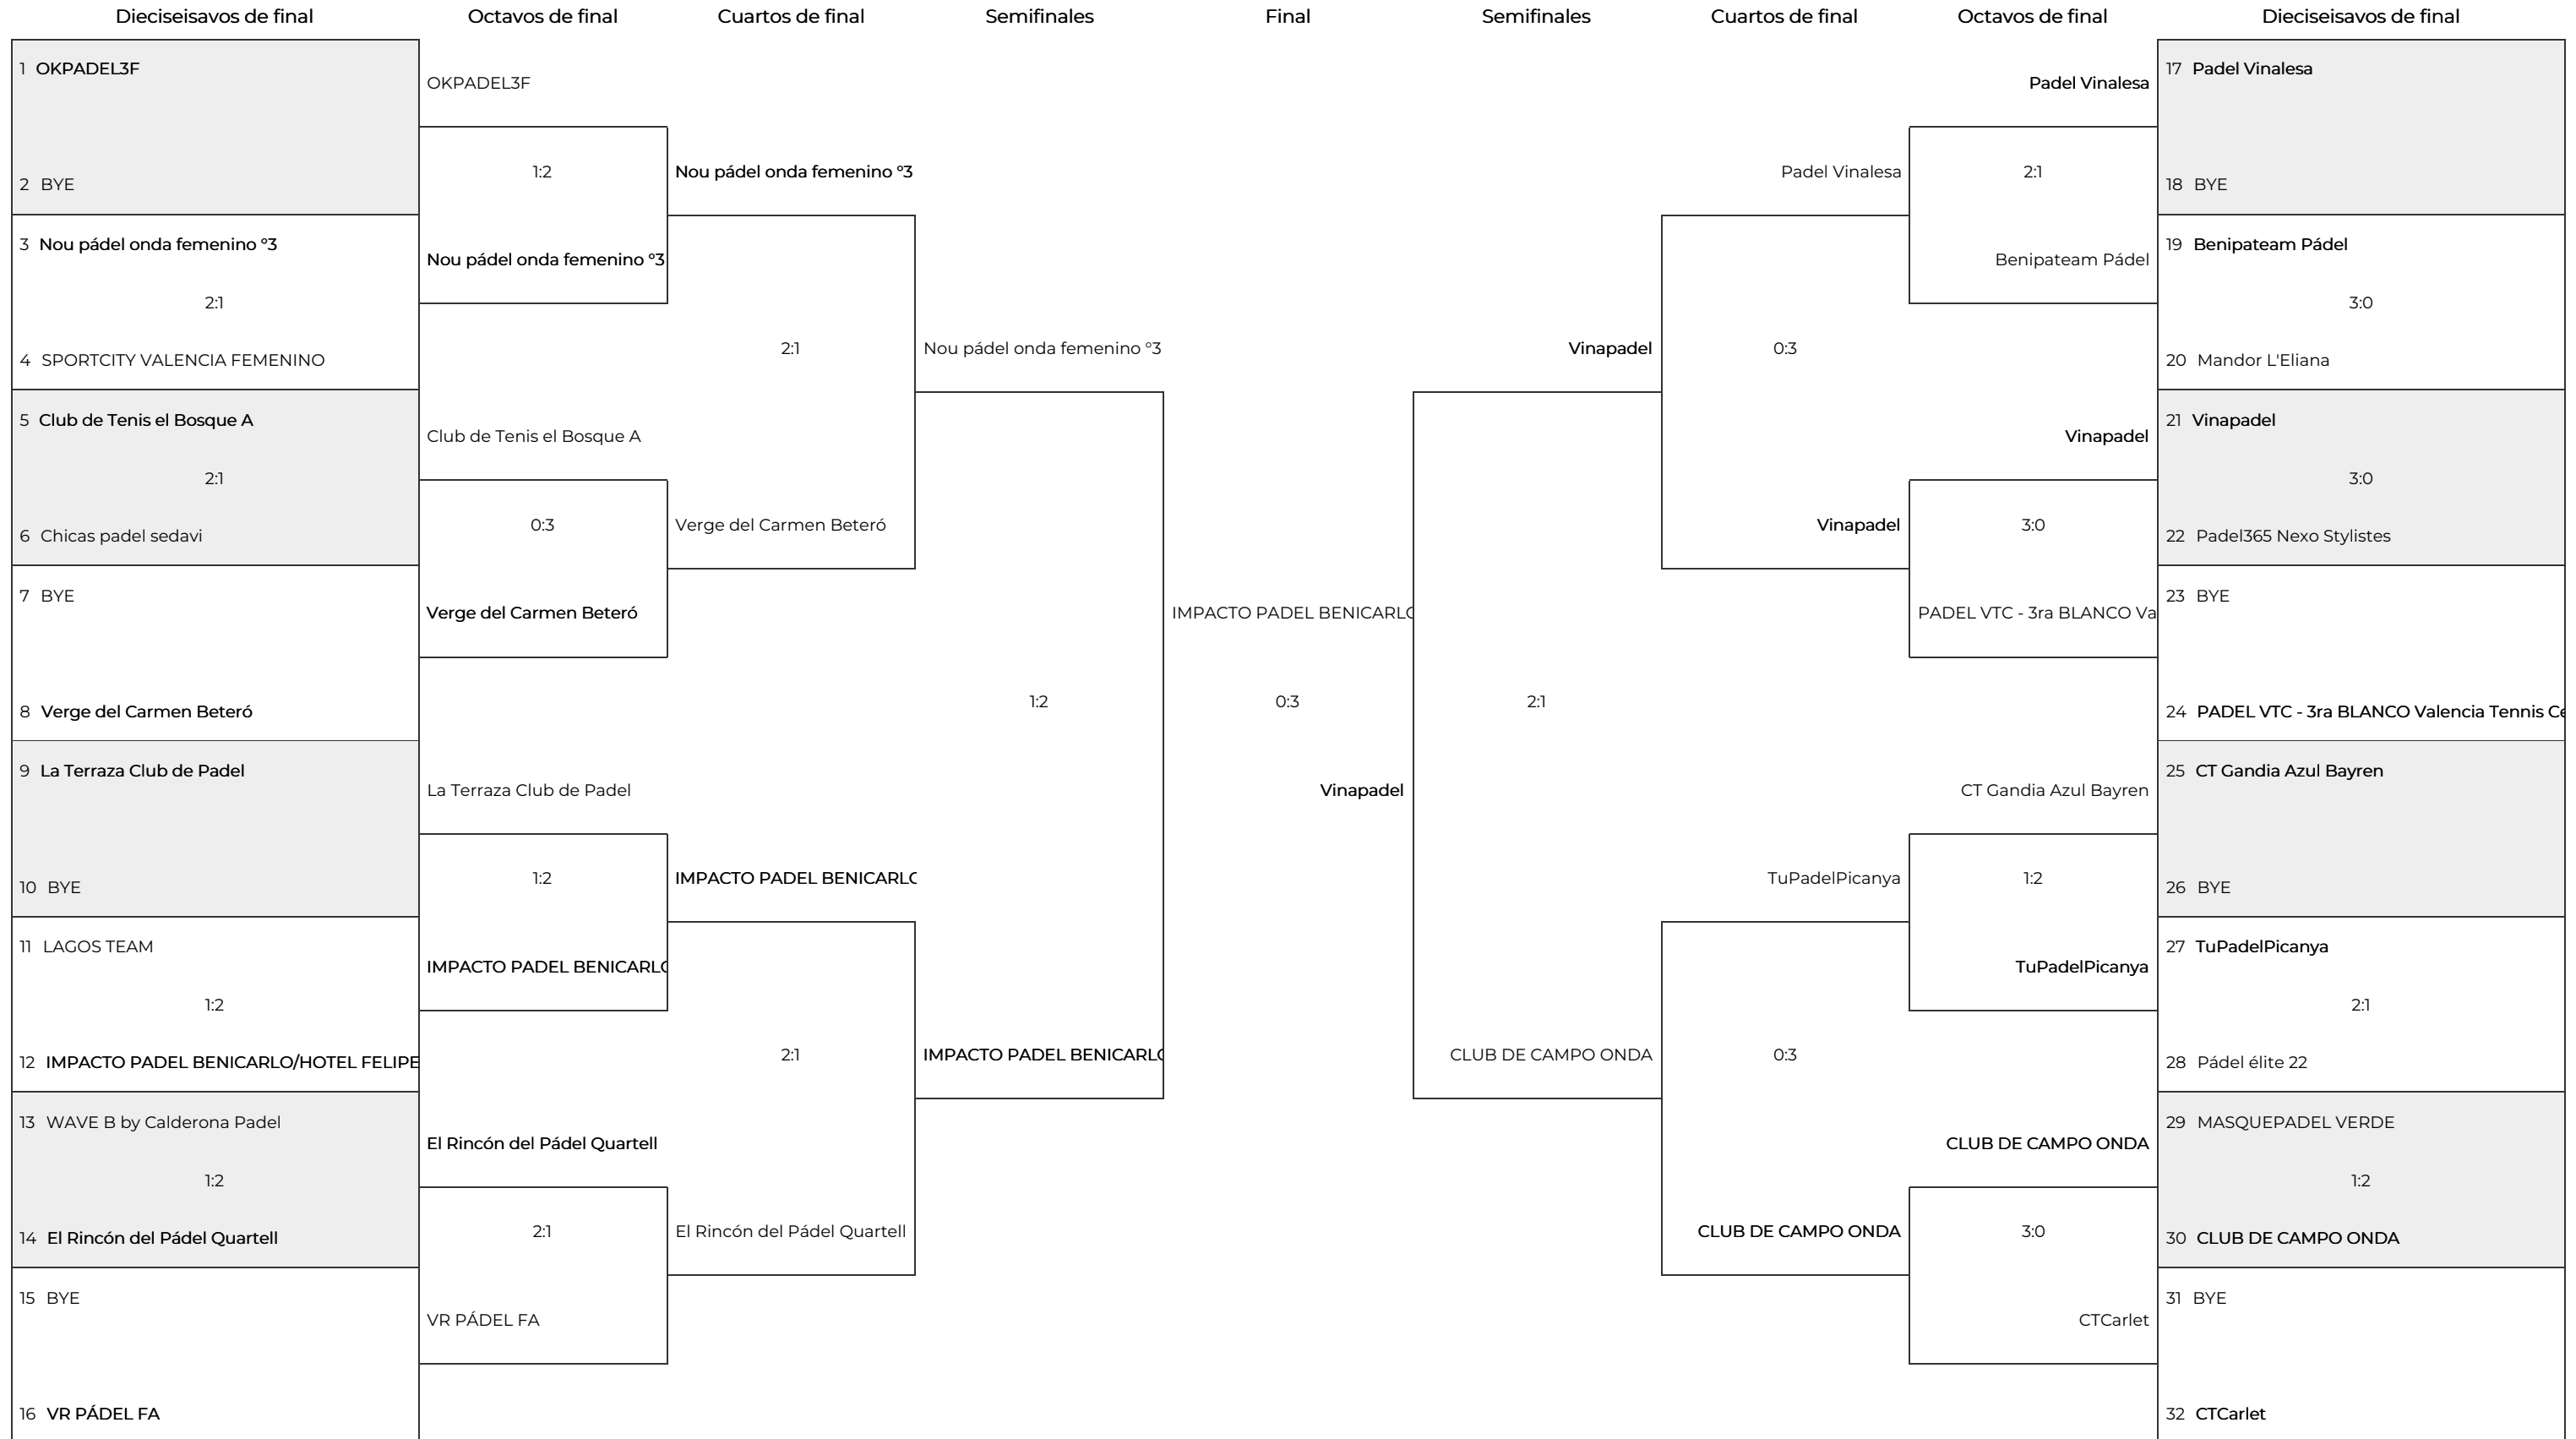 Dieciseisavos de final
Octavos de final
Cuartos de final
Semifinales
Final
Semifinales
Cuartos de final
Octavos de final
Dieciseisavos de final
1 OKPADEL3F
2 BYE
3 Nou pádel onda femenino º3
2:1
4 SPORTCITY VALENCIA FEMENINO
5 Club de Tenis el Bosque A
2:1
6 Chicas padel sedavi
7 BYE
8 Verge del Carmen Beteró
9 La Terraza Club de Padel
10 BYE
11 LAGOS TEAM
1:2
12 IMPACTO PADEL BENICARLO/HOTEL FELIPE
13 WAVE B by Calderona Padel
1:2
14 El Rincón del Pádel Quartell
15 BYE
16 VR PÁDEL FA
OKPADEL3F
1:2
Nou pádel onda femenino º3
Club de Tenis el Bosque A
0:3
Verge del Carmen Beteró
La Terraza Club de Padel
1:2
IMPACTO PADEL BENICARLO
El Rincón del Pádel Quartell
2:1
VR PÁDEL FA
Nou pádel onda femenino º3
2:1
Verge del Carmen Beteró
IMPACTO PADEL BENICARLO
2:1
El Rincón del Pádel Quartell
Nou pádel onda femenino º3
1:2
IMPACTO PADEL BENICARLO
IMPACTO PADEL BENICARLO
0:3
Vinapadel
Vinapadel
2:1
CLUB DE CAMPO ONDA
Padel Vinalesa
0:3
Vinapadel
TuPadelPicanya
0:3
CLUB DE CAMPO ONDA
Padel Vinalesa
2:1
Benipateam Pádel
Vinapadel
3:0
PADEL VTC - 3ra BLANCO Va
CT Gandia Azul Bayren
1:2
TuPadelPicanya
CLUB DE CAMPO ONDA
3:0
CTCarlet
17 Padel Vinalesa
18 BYE
19 Benipateam Pádel
3:0
20 Mandor L'Eliana
21 Vinapadel
3:0
22 Padel365 Nexo Stylistes
23 BYE
24 PADEL VTC - 3ra BLANCO Valencia Tennis Ce
25 CT Gandia Azul Bayren
26 BYE
27 TuPadelPicanya
2:1
28 Pádel élite 22
29 MASQUEPADEL VERDE
1:2
30 CLUB DE CAMPO ONDA
31 BYE
32 CTCarlet